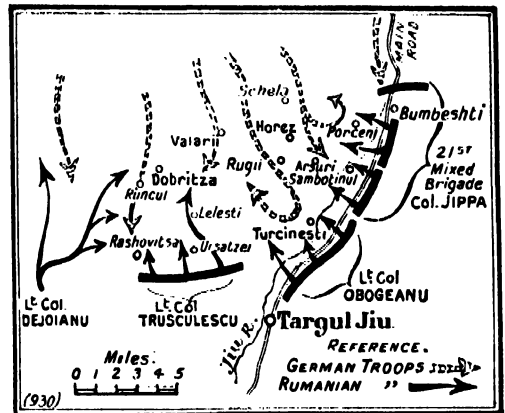 MAIN
ROAD
Schela
Bumbeshti
Porcenj
Horez
Valarii
21ST
Mixed
Brigade
Col. JIPPA
Rugii
Arsuri
Sambotinul
Dobritza
Runcul
Lelesti
Turcinesti
Rashovitsa
Ursatzei
Lt. Col.
DEJOIANU
Lt. Col
TRUSCULESCU
Lt. Col
OBOGEANU
Jiu R.
Targul Jiu.
REFERENCE.
Miles:
0 1 2 3 4 5
GERMAN TROOPS
RUMANIAN "
(930)